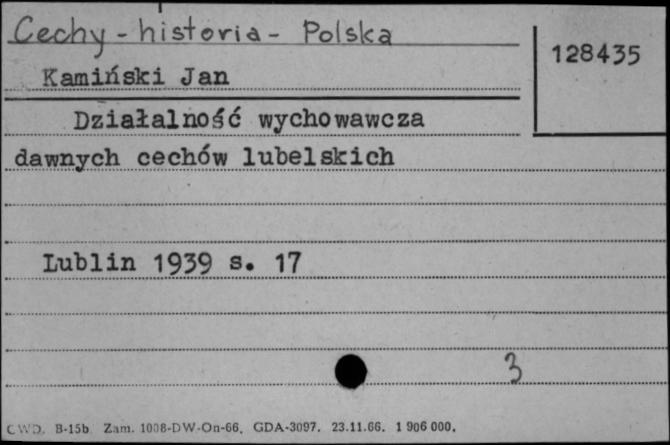 Cechy - historia - Polska
128435
Kamiński Jan
Działalność wychowawcza
dawnych cechów lubelskich
Lublin 1939 s. 17
3
CWD. B-15b Zam. 1008-DW-On-66. GDA-3097. 23.11.66. 1 906 000.